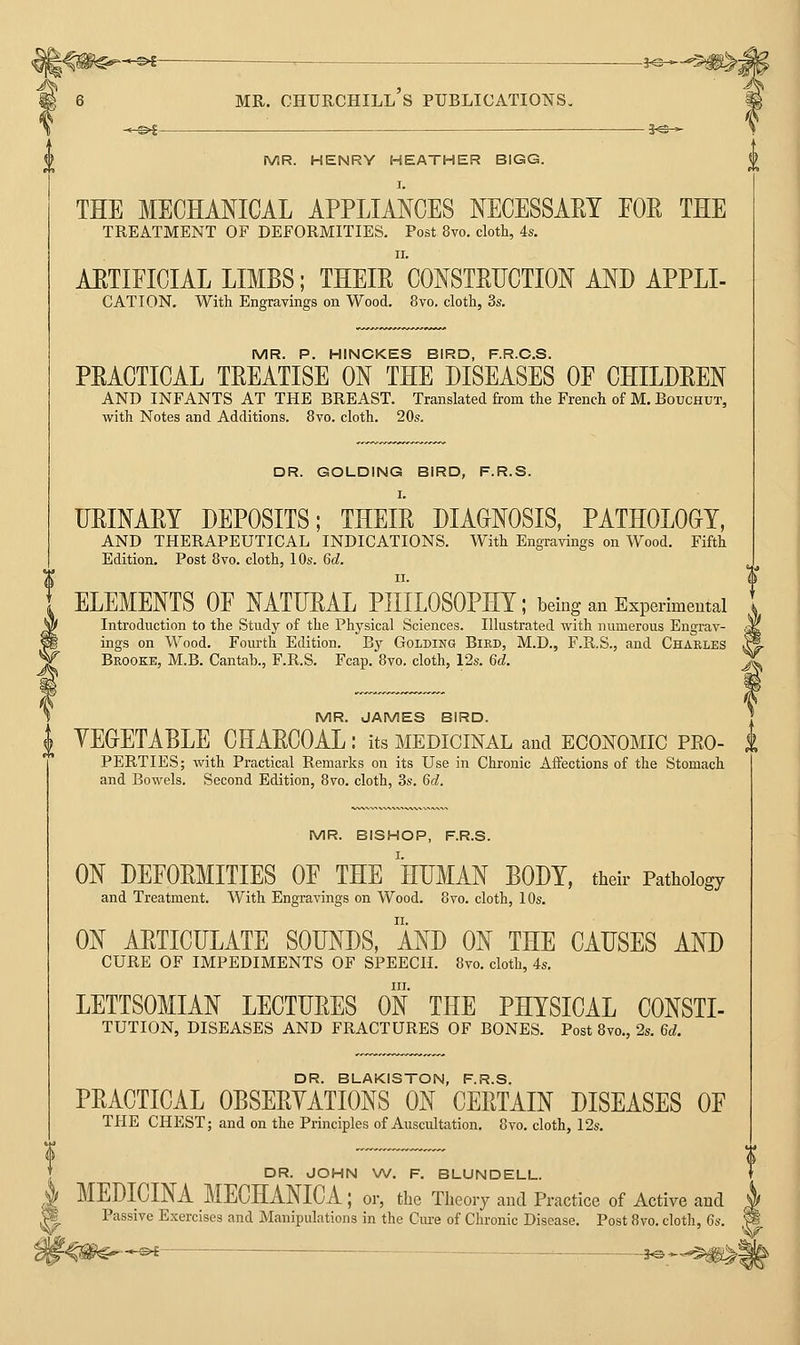 6 MR. CHURCHILL'S PUBLICATIONS.
MR. HENRY HEATHER BIGG.
I.
THE MECHANICAL APPLIANCES NECESSARY FOR THE
TREATMENT OF DEFORMITIES. Post 8vo. cloth, 4s.
II.
ARTIFICIAL LIMBS; THEIR CONSTRUCTION AND APPLI-
CATION. With Engravings on Wood. 8vo. cloth, 3s.
MR. P. HINCKES BIRD, F.R.C.S.
PRACTICAL TREATISE ON THE DISEASES OF CHILDREN
AND INFANTS AT THE BREAST. Translated from the French of M. BOUCHUT,
with Notes and Additions. 8vo. cloth. 20s.
DR. GOLDING BIRD, F.R.S.
I.
URINARY DEPOSITS; THEIR DIAGNOSIS, PATHOLOGY,
AND THERAPEUTICAL INDICATIONS. With Engravings on Wood. Fifth
Edition. Post 8vo. cloth, 10s. 6d.
II.
ELEMENTS OF NATURAL PHILOSOPHY; being an Experimental
Introduction to the Study of the Physical Sciences. Illustrated with numerous Engrav-
ings on Wood. Fourth Edition. By GOLDING BIRD, M.D., F.R.S., and CHARLES
BROOKE, M.B. Cantab., F.R.S. Fcap. 8vo. cloth, 12s. 6d.
MR. JAMES BIRD.
VEGETABLE CHARCOAL: its MEDICINAL and ECONOMIC PRO-
PERTIES; with Practical Remarks on its Use in Chronic Affections of the Stomach
and Bowels. Second Edition, 8vo. cloth, 3s. 6d.
MR. BISHOP, F.R.S.
I.
ON DEFORMITIES OF THE HUMAN BODY, their Pathology
and Treatment. With Engravings on Wood. 8vo. cloth, 10s.
II.
ON ARTICULATE SOUNDS, AND ON THE CAUSES AND
CURE OF IMPEDIMENTS OF SPEECH. 8vo. cloth, 4s.
III.
LETTSOMIAN LECTURES ON THE PHYSICAL CONSTI-
TUTION, DISEASES AND FRACTURES OF BONES. Post 8vo., 2s. 6d.
DR. BLAKISTON, F.R.S.
PRACTICAL OBSERVATIONS ON CERTAIN DISEASES OF
THE CHEST; and on the Principles of Auscultation. 8vo. cloth, 12s.
DR. JOHN W. F. BLUNDELL.
MEDICINA MECHANICA; or, the Theory and Practice of Active and
Passive Exercises and Manipulations in the Cure of Chronic Disease. Post 8vo. cloth, 6s.